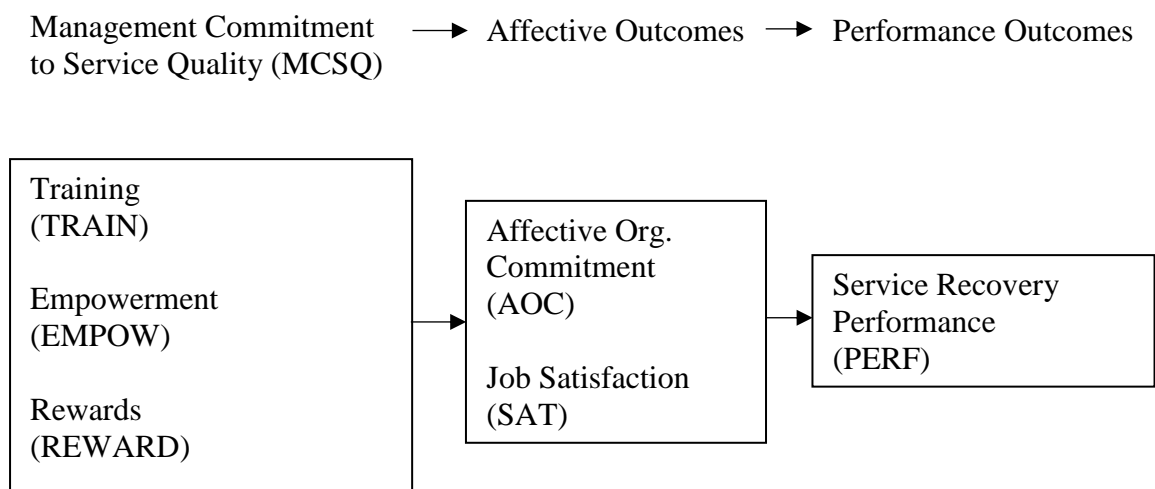 Management Commitment
to Service Quality (MCSQ)
Affective Outcomes
Performance Outcomes
Training
(TRAIN)
Empowerment
(EMPOW)
Rewards
(REWARD)
Affective Org.
Commitment
(AOC)
Job Satisfaction
(SAT)
Service Recovery
Performance
(PERF)